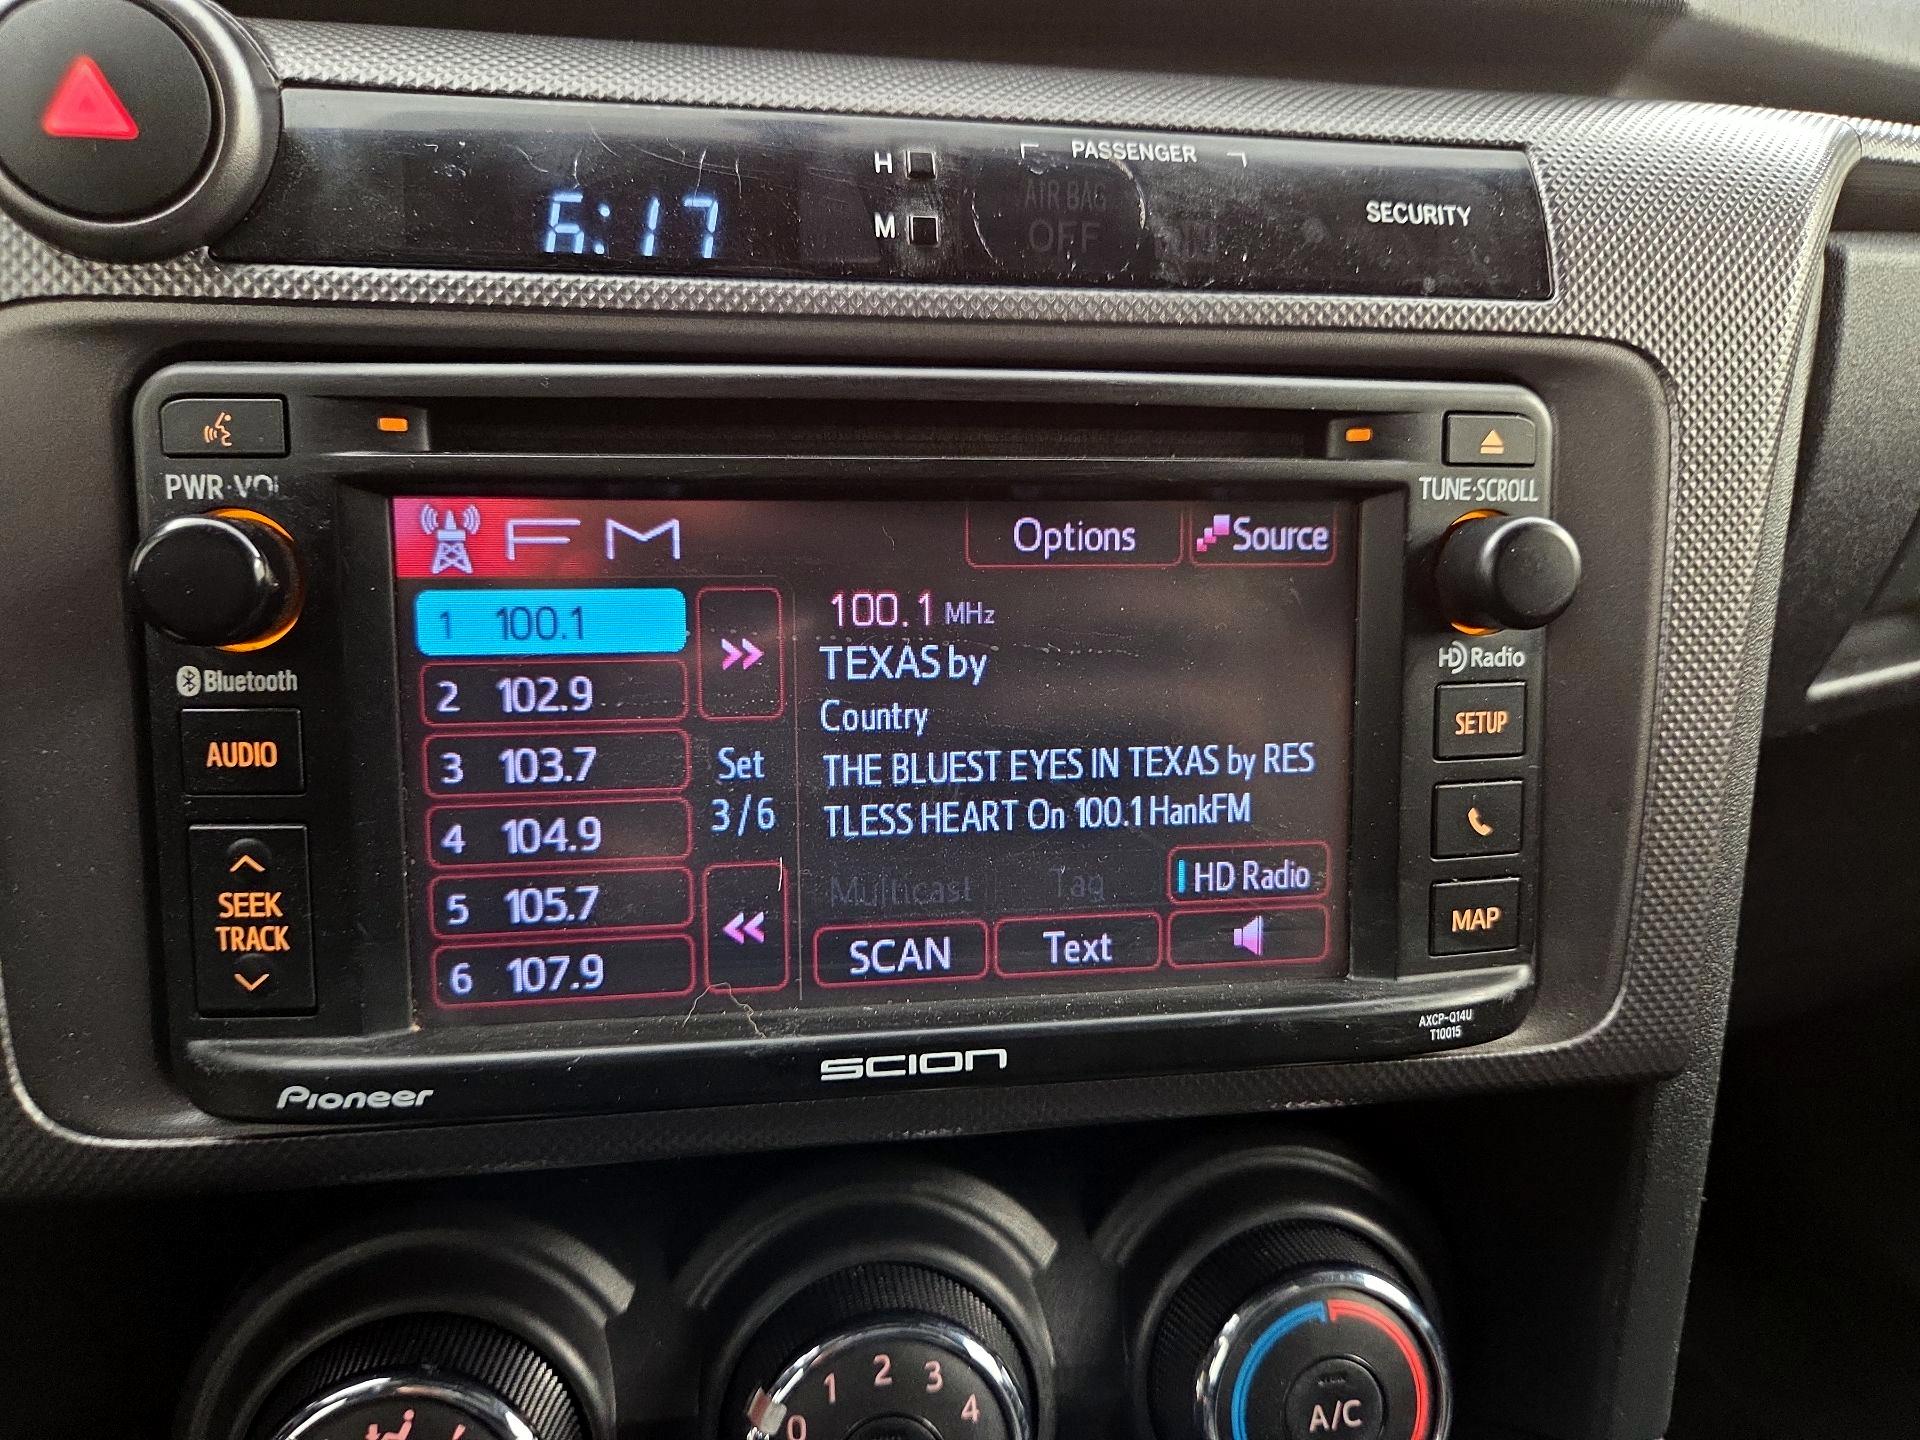 PASSENGER
H
AIR BAG
6:17
M
OFF
SECURITY
PWR·VOL
TUNE·SCROLL
FM
Options
Source
1 100.1
100.1 MHz
TEXAS by
HD Radio
Bluetooth
2 102.9
Country
SETUP
AUDIO
3 103.7
Set
THE BLUEST EYES IN TEXAS by RES
3/6
TLESS HEART On 100.1 HankFM
4 104.9
Multicast
Tag
HD Radio
SEEK
TRACK
5 105.7
MAP
SCAN
Text
6 107.9
AXCP-Q14U
T10015
SCION
Pioneer
0 1 2 3 4
A/C